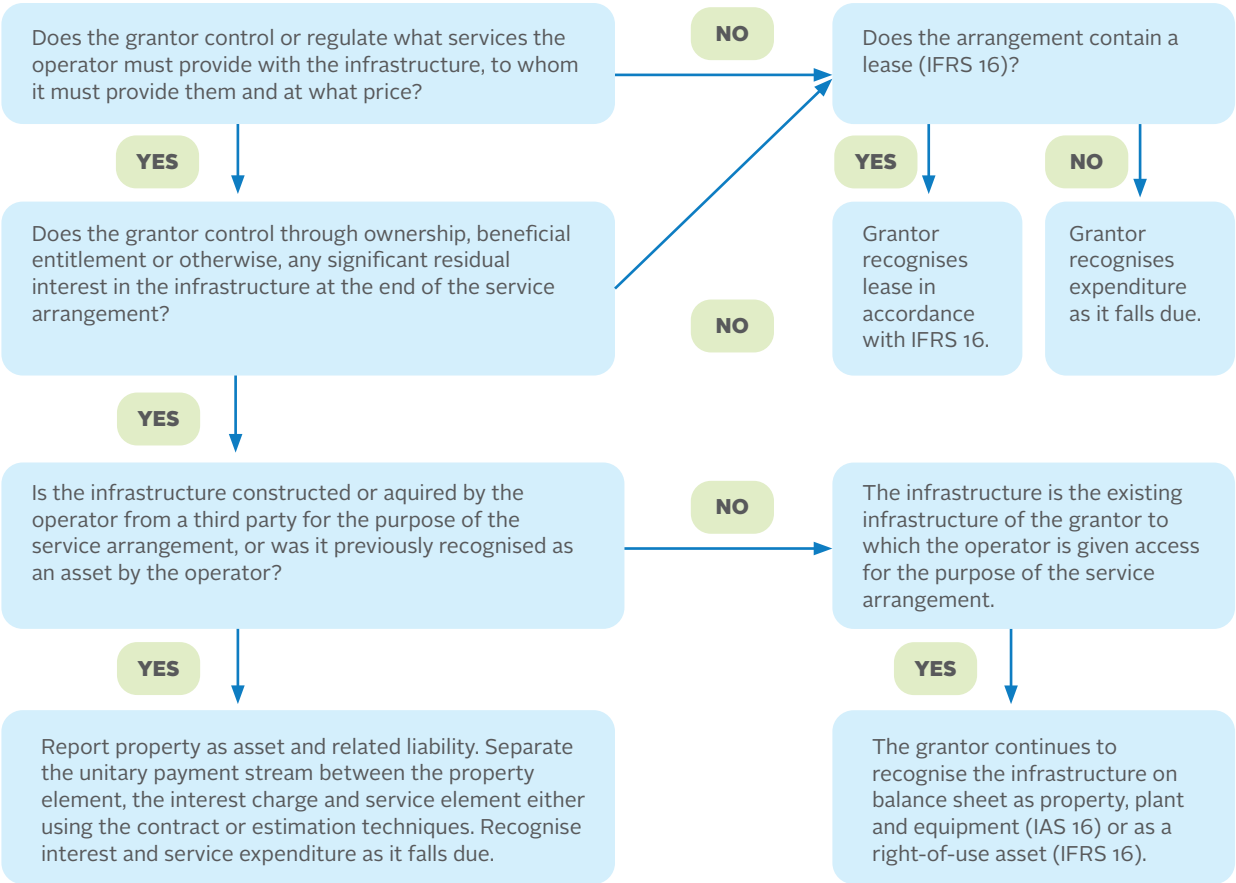 Does the grantor control or regulate what services the
operator must provide with the infrastructure, to whom
it must provide them and at what price?
NO
Does the arrangement contain a
lease (IFRS 16)?
YES
YES
NO
Does the grantor control through ownership, beneficial
entitlement or otherwise, any significant residual
interest in the infrastructure at the end of the service
arrangement?
NO
Grantor
recognises
lease in
accordance
with IFRS 16.
Grantor
recognises
expenditure
as it falls due.
YES
Is the infrastructure constructed or aquired by the
operator from a third party for the purpose of the
service arrangement, or was it previously recognised as
an asset by the operator?
NO
The infrastructure is the existing
infrastructure of the grantor to
which the operator is given access
for the purpose of the service
arrangement.
YES
YES
Report property as asset and related liability. Separate
the unitary payment stream between the property
element, the interest charge and service element either
using the contract or estimation techniques. Recognise
interest and service expenditure as it falls due.
The grantor continues to
recognise the infrastructure on
balance sheet as property, plant
and equipment (IAS 16) or as a
right-of-use asset (IFRS 16).